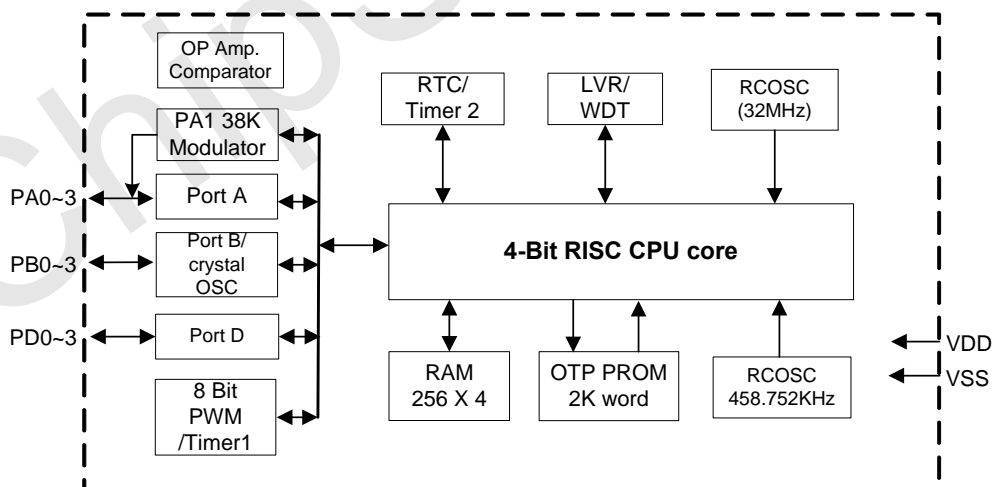 OP Amp.
Comparator
PA1 38K
Modulator
Port A
Port B/
crystal
OSC
Port D
8 Bit
PWM
/Timer1
PA0~3
PB0~3
PD0~3
RTC/
Timer 2
LVR/
WDT
RCOSC
(32MHz)
4-Bit RISC CPU core
RAM
256 X 4
OTP PROM
2K word
RCOSC
458.752KHz
VDD
VSS